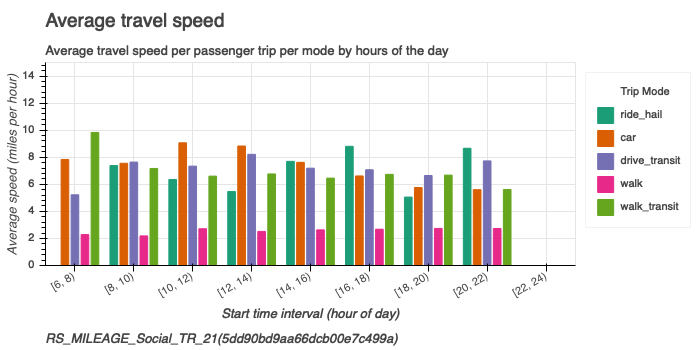 Average travel speed
Average travel speed per passenger trip per mode by hours of the day
Average speed (miles per hour)
14
12
10
8
6
4
2
0
[6, 8)
[8, 10)
[10, 12)
[12, 14)
[14, 16)
[16, 18)
[18, 20)
[20, 22)
[22, 24)
Start time interval (hour of day)
Trip Mode
ride_hail
car
drive_transit
walk
walk_transit
RS_MILEAGE_Social_TR_21(5dd90bd9aa66dcb00e7c499a)